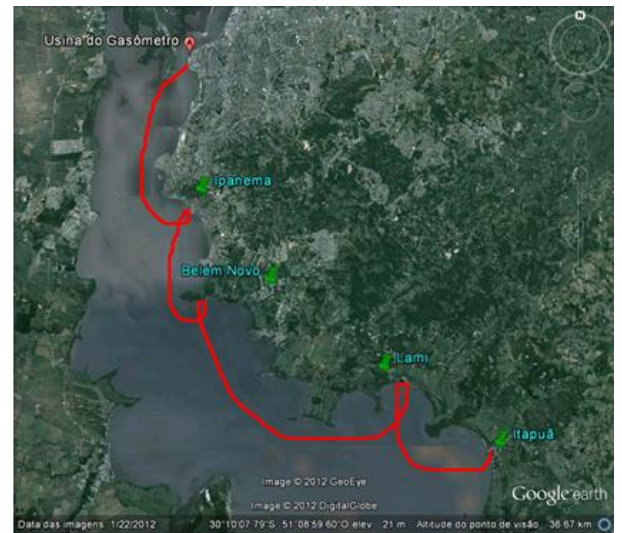 N
Usina do Gasômetro
Ipanema
Belém Novo
Lami
Itapuã
Image © 2012 GeoEye
Image © 2012 DigitalGlobe
Google earth
Data das imagens 1/22/2012 30°10'07.79"S 51°08'59.60"O elev 21 m Altitude do ponto de visão 36.67 km